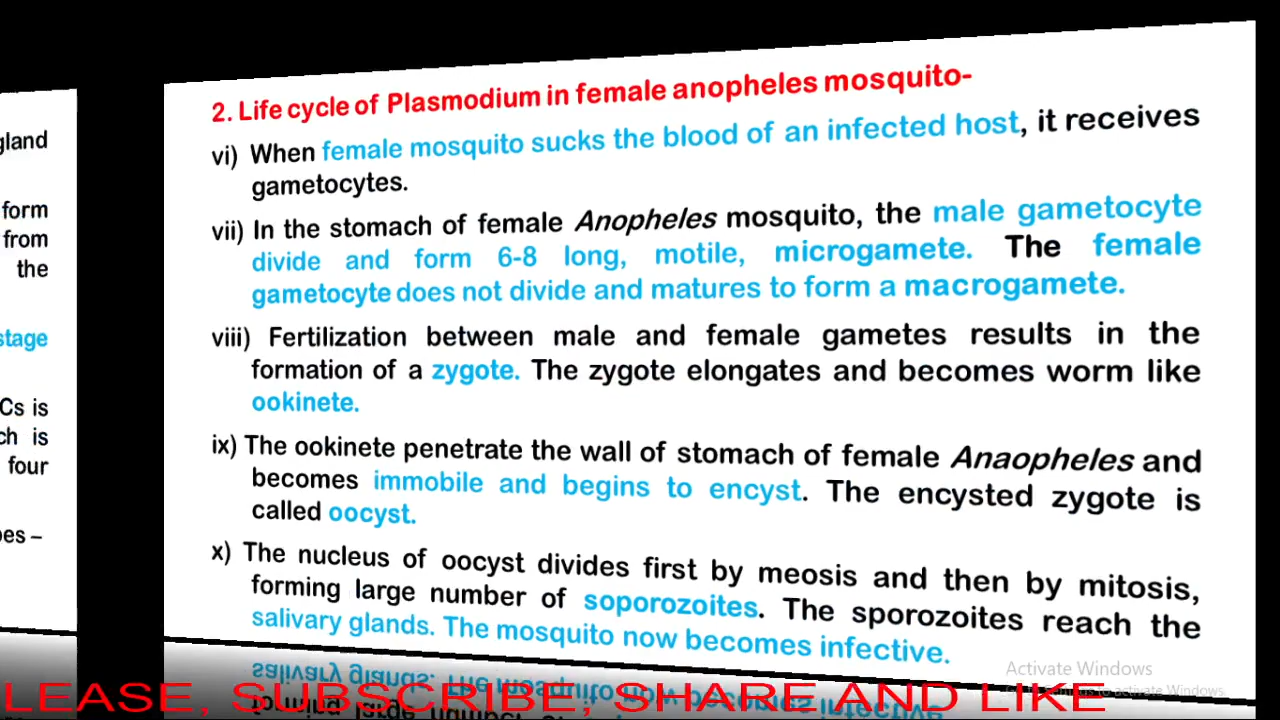 gland
form
from
the
stage
Cs is
ch is
four
pes –
2. Life cycle of Plasmodium in female anopheles mosquito-
vi) When female mosquito sucks the blood of an infected host, it receives
gametocytes.
vii) In the stomach of female Anopheles mosquito, the male gametocyte
divide and form 6-8 long, motile, microgamete. The female
gametocyte does not divide and matures to form a macrogamete.
viii) Fertilization between male and female gametes results in the
formation of a zygote. The zygote elongates and becomes worm like
ookinete.
ix) The ookinete penetrate the wall of stomach of female Anaopheles and
becomes immobile and begins to encyst. The encysted zygote is
called oocyst.
x) The nucleus of oocyst divides first by meosis and then by mitosis,
forming large number of soporozoites. The sporozoites reach the
salivary glands. The mosquito now becomes infective.
Activate Windows
to activate Windows.
LEASE, SUBSCRIBE, SHARE AND LIKE